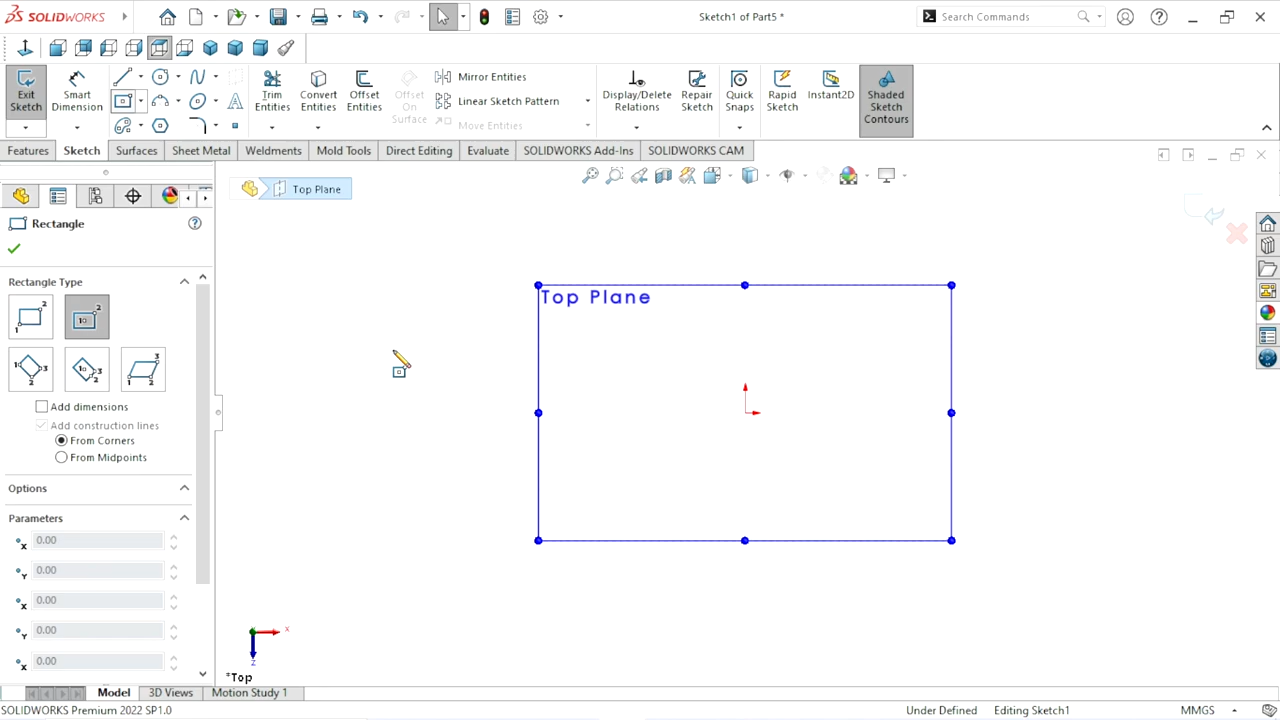 SOLIDWORKS
Sketch1 of Part5 *
Search Commands
Exit Sketch
Smart Dimension
Trim Entities
Convert Entities
Offset Entities
Offset On Surface
Mirror Entities
Linear Sketch Pattern
Move Entities
Display/Delete Relations
Repair Sketch
Quick Snaps
Rapid Sketch
Instant2D
Shaded Sketch Contours
Features
Sketch
Surfaces
Sheet Metal
Weldments
Mold Tools
Direct Editing
Evaluate
SOLIDWORKS Add-Ins
SOLIDWORKS CAM
Top Plane
Rectangle
Rectangle Type
Add dimensions
Add construction lines
From Corners
From Midpoints
Options
Parameters
x 0.00
Y 0.00
x 0.00
Y 0.00
x 0.00
Top Plane
x
Z
*Top
Model
3D Views
Motion Study 1
SOLIDWORKS Premium 2022 SP1.0
Under Defined
Editing Sketch1
MMGS